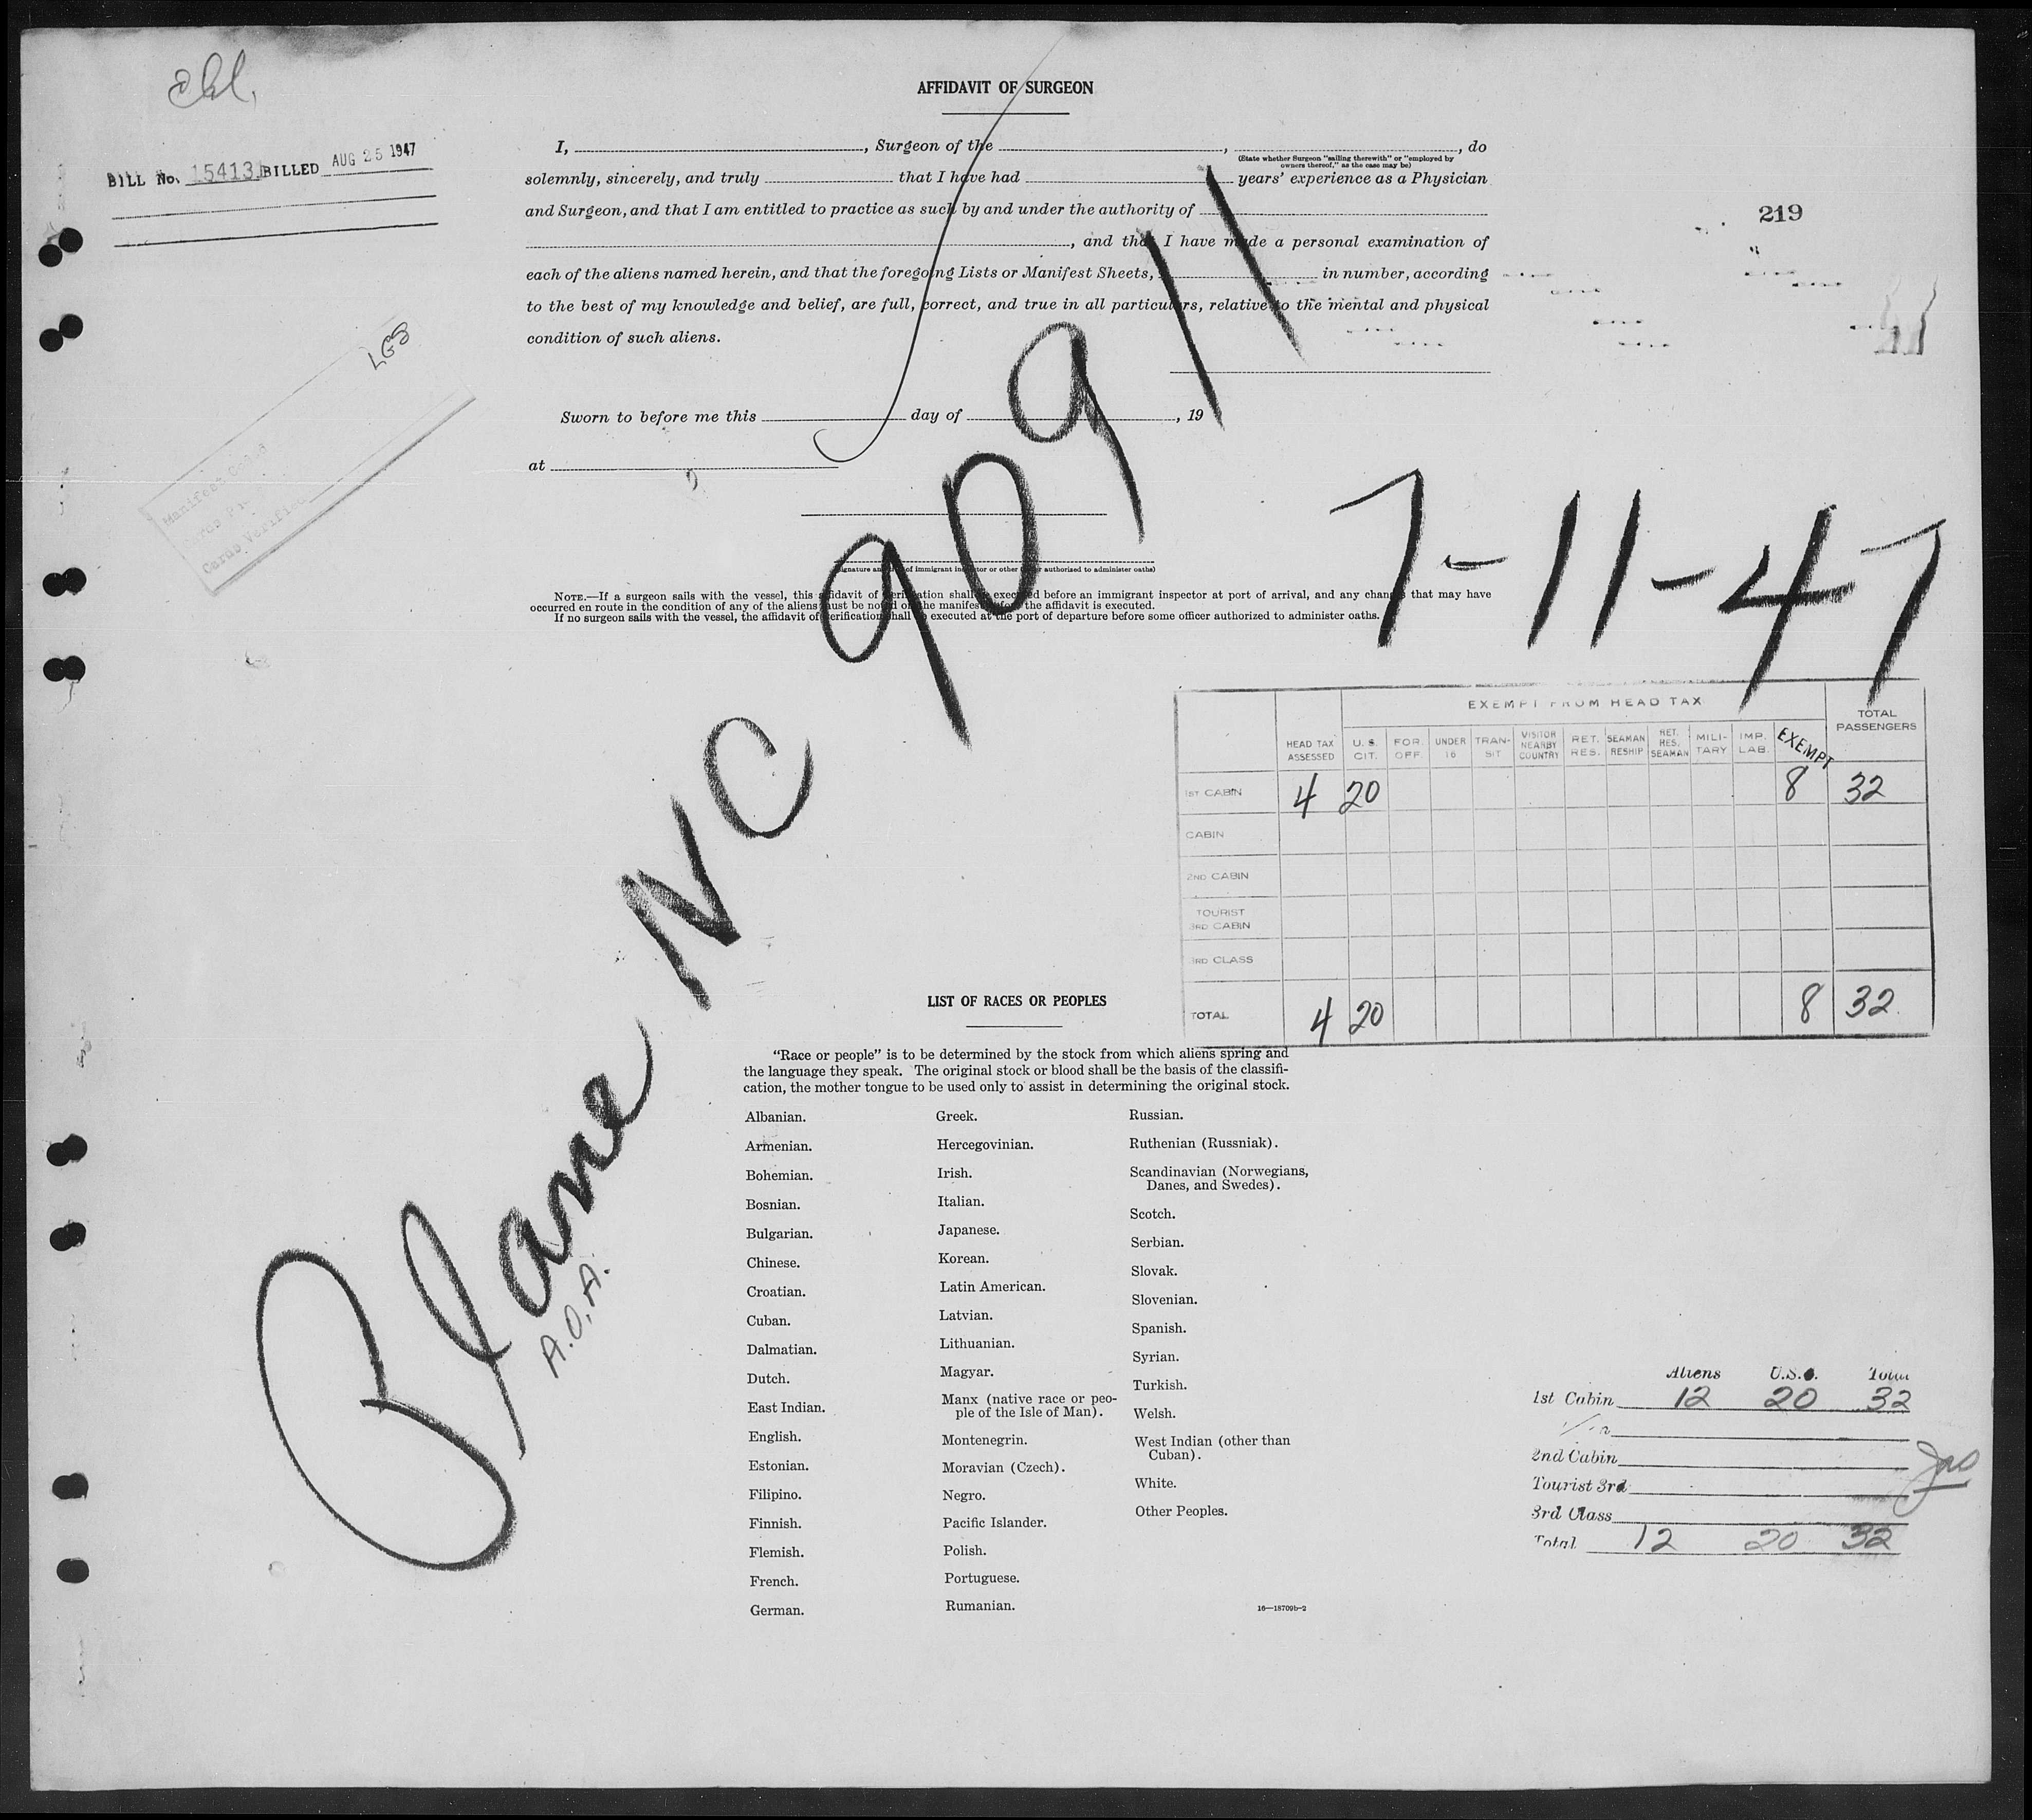 ckd.
AFFIDAVIT OF SURGEON
BILL No. 15413 BILLED AUG 25 1947
I, , Surgeon of the , , do
(State whether Surgeon "sailing therewith" or "employed by
owners thereof," as the case may be)
solemnly, sincerely, and truly that I have had years' experience as a Physician
and Surgeon, and that I am entitled to practice as such by and under the authority of
, and that I have made a personal examination of
each of the aliens named herein, and that the foregoing Lists or Manifest Sheets, in number, according
to the best of my knowledge and belief, are full, correct, and true in all particulars, relative to the mental and physical
condition of such aliens.
219
LGS
Manifest
Cards Verified
Sworn to before me this day of , 19
at
(Signature and of immigrant inspector or other authorized to administer oaths)
NOTE.—If a surgeon sails with the vessel, this affidavit of verification shall be executed before an immigrant inspector at port of arrival, and any changes that may have
occurred en route in the condition of any of the aliens must be noted on the manifest before the affidavit is executed.
If no surgeon sails with the vessel, the affidavit of verification shall be executed at the port of departure before some officer authorized to administer oaths.
Plane NC 90911
A.O.A.
7-11-47
EXEMPT FROM HEAD TAX
HEAD TAX ASSESSED U.S. CIT. FOR. OFF. UNDER 16 TRANSIT VISITOR NEARBY COUNTRY RET. RES. SEAMAN RESHIP RET. RES. SEAMAN MILITARY IMP. LAB. EXEMPT TOTAL PASSENGERS
1ST CABIN 4 20 8 32
CABIN
2ND CABIN
TOURIST
3RD CABIN
3RD CLASS
TOTAL 4 20 8 32
LIST OF RACES OR PEOPLES
"Race or people" is to be determined by the stock from which aliens spring and
the language they speak. The original stock or blood shall be the basis of the classifi-
cation, the mother tongue to be used only to assist in determining the original stock.
Albanian.
Armenian.
Bohemian.
Bosnian.
Bulgarian.
Chinese.
Croatian.
Cuban.
Dalmatian.
Dutch.
East Indian.
English.
Estonian.
Filipino.
Finnish.
Flemish.
French.
German.
Greek.
Hercegovinian.
Irish.
Italian.
Japanese.
Korean.
Latin American.
Latvian.
Lithuanian.
Magyar.
Manx (native race or peo-
ple of the Isle of Man).
Montenegrin.
Moravian (Czech).
Negro.
Pacific Islander.
Polish.
Portuguese.
Rumanian.
Russian.
Ruthenian (Russniak).
Scandinavian (Norwegians,
Danes, and Swedes).
Scotch.
Serbian.
Slovak.
Slovenian.
Spanish.
Syrian.
Turkish.
Welsh.
West Indian (other than
Cuban).
White.
Other Peoples.
16—18709b-2
Aliens U.S.C. Total
1st Cabin 12 20 32
2nd Cabin
Tourist 3rd
3rd Class
Total 12 20 32